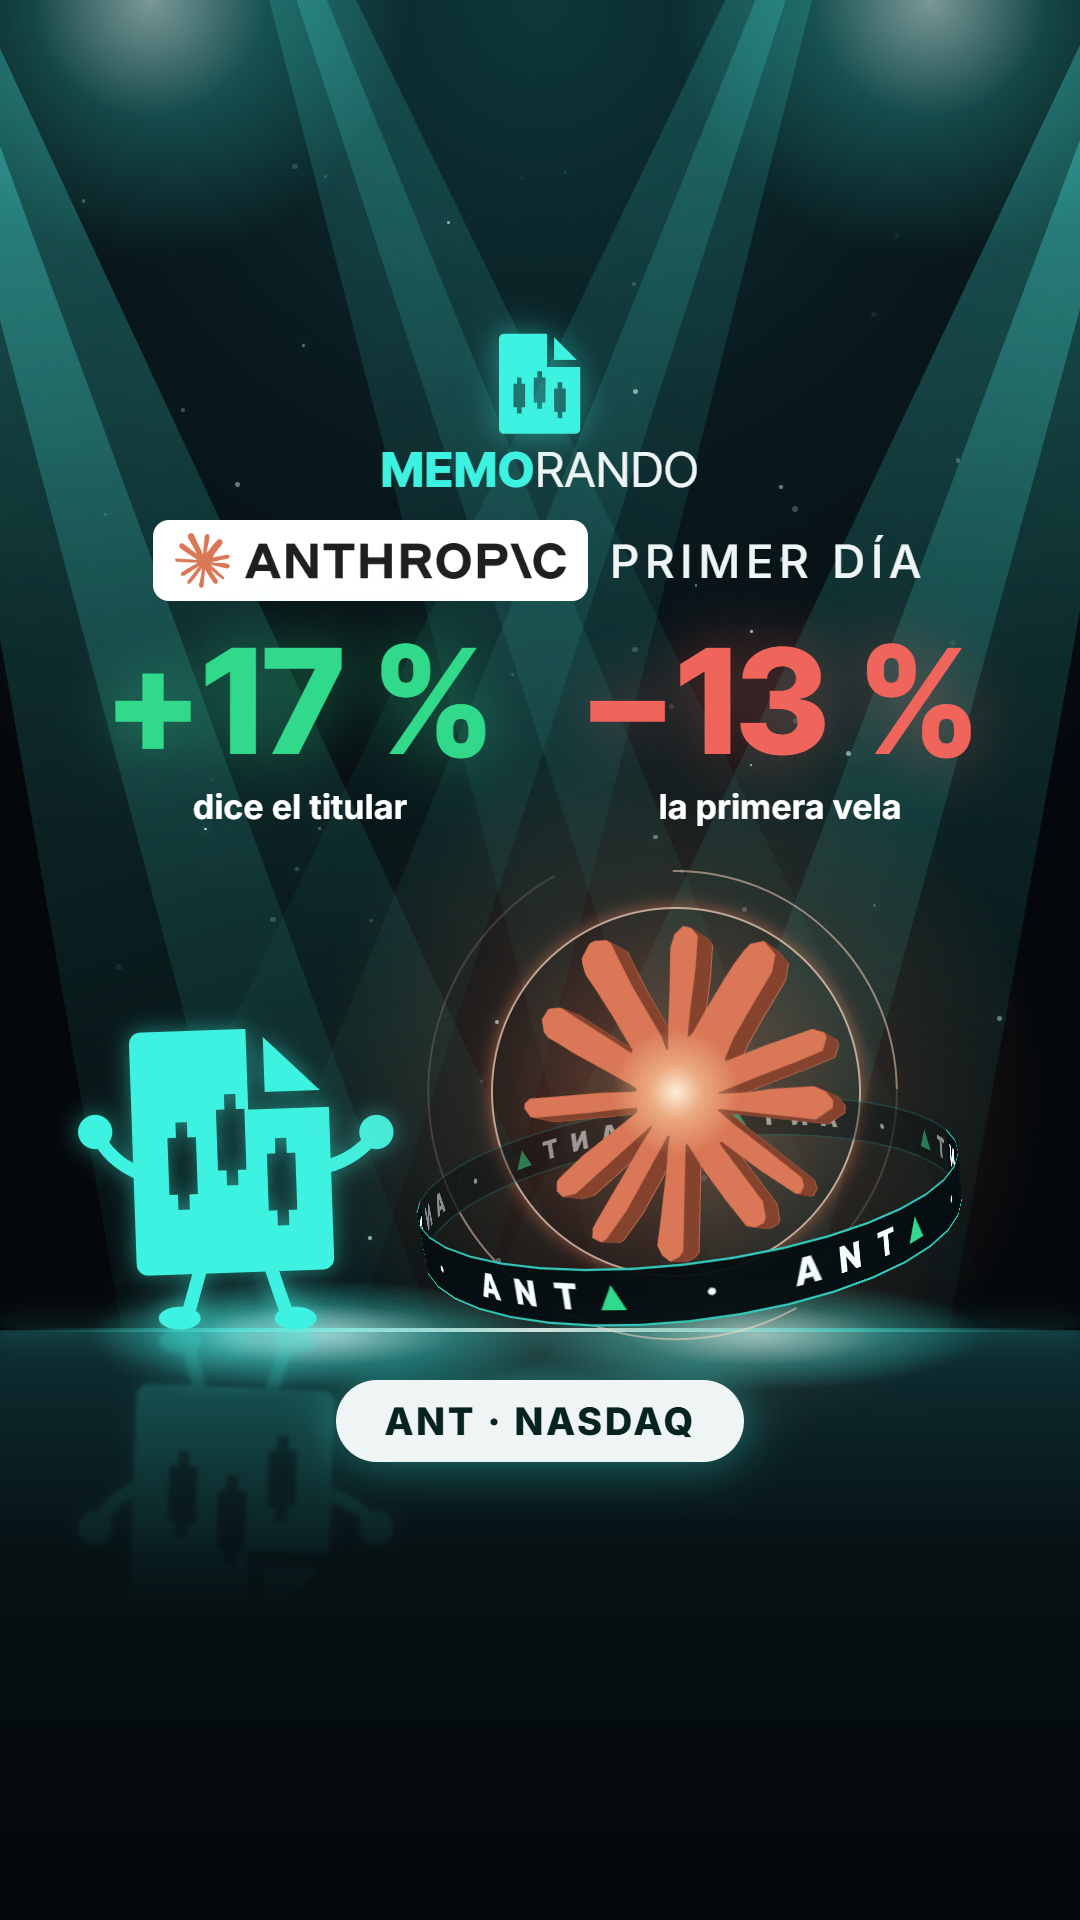 MEMORANDO
ANTHROP\C PRIMER DÍA
+17 % −13 %
dice el titular la primera vela
ANT ▲ · ANT ▲
ANT · NASDAQ